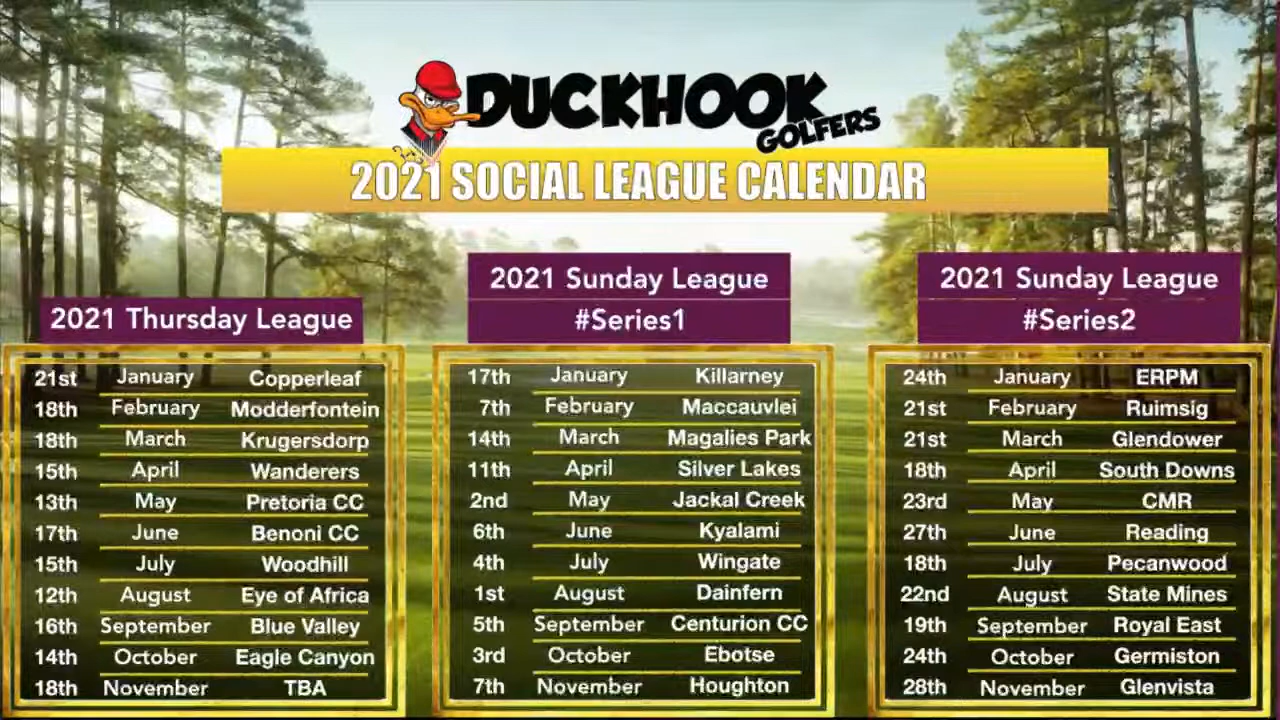 DUCKHOOK
GOLFERS
2021 SOCIAL LEAGUE CALENDAR
2021 Thursday League
21st January Copperleaf
18th February Modderfontein
18th March Krugersdorp
15th April Wanderers
13th May Pretoria CC
17th June Benoni CC
15th July Woodhill
12th August Eye of Africa
16th September Blue Valley
14th October Eagle Canyon
18th November TBA
2021 Sunday League
#Series1
17th January Killarney
7th February Maccauvlei
14th March Magalies Park
11th April Silver Lakes
2nd May Jackal Creek
6th June Kyalami
4th July Wingate
1st August Dainfern
5th September Centurion CC
3rd October Ebotse
7th November Houghton
2021 Sunday League
#Series2
24th January ERPM
21st February Ruimsig
21st March Glendower
18th April South Downs
23rd May CMR
27th June Reading
18th July Pecanwood
22nd August State Mines
19th September Royal East
24th October Germiston
28th November Glenvista